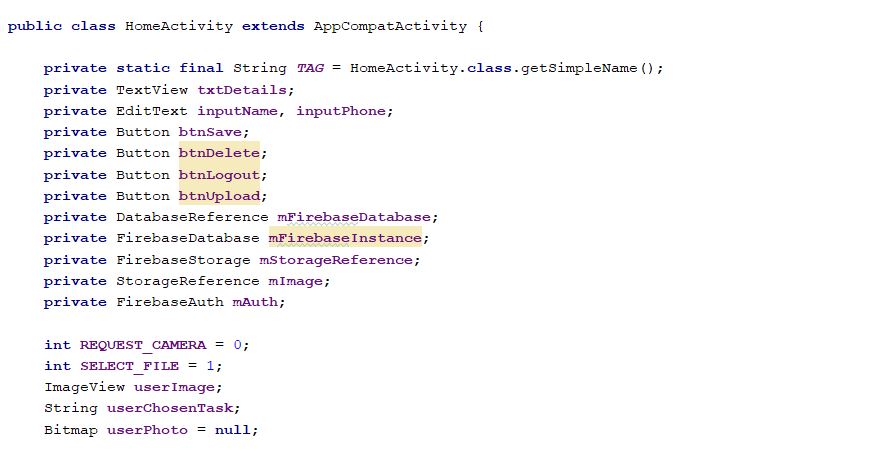 public class HomeActivity extends AppCompatActivity {
private static final String TAG = HomeActivity.class.getSimpleName();
private TextView txtDetails;
private EditText inputName, inputPhone;
private Button btnSave;
private Button btnDelete;
private Button btnLogout;
private Button btnUpload;
private DatabaseReference mFirebaseDatabase;
private FirebaseDatabase mFirebaseInstance;
private FirebaseStorage mStorageReference;
private StorageReference mImage;
private FirebaseAuth mAuth;
int REQUEST_CAMERA = 0;
int SELECT_FILE = 1;
ImageView userImage;
String userChosenTask;
Bitmap userPhoto = null;